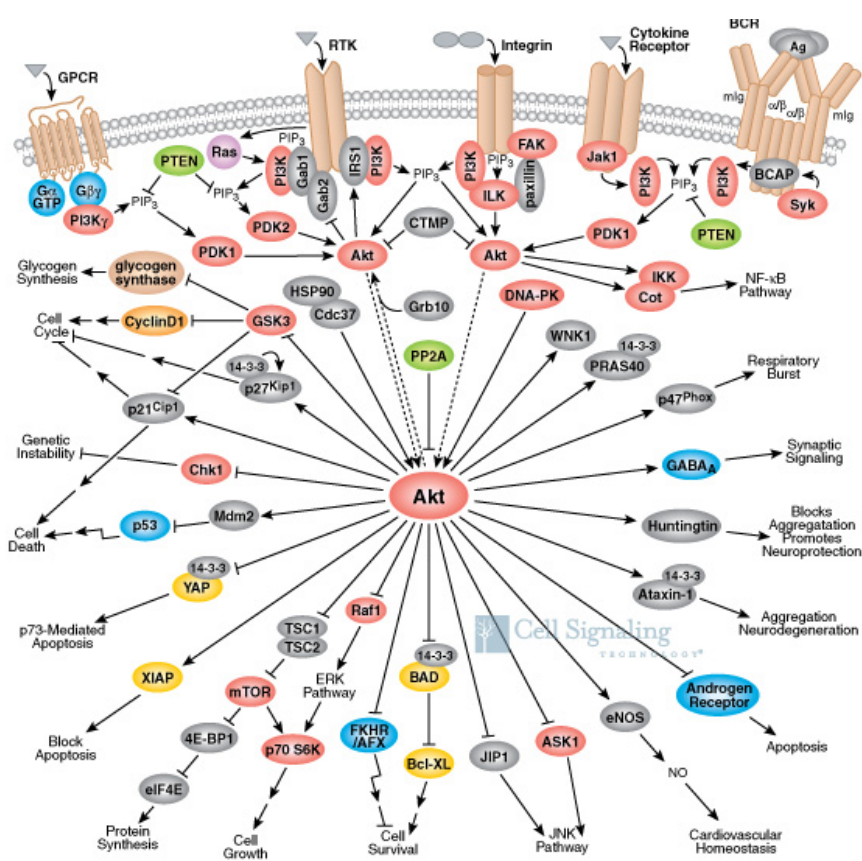 BCR
GPCR
RTK
Integrin
Cytokine
Receptor
Ag
mIg
α/β
α/β
mIg
PIP3
Ras
PTEN
Gα
GTP
Gβγ
PI3Kγ
PIP3
PIP3
PI3K
Gab1
Gab2
IRS1
PI3K
PIP3
PI3K
PIP3
FAK
ILK
paxillin
Jak1
PI3K
PIP3
PI3K
BCAP
Syk
PTEN
PDK1
PDK2
Akt
CTMP
Akt
PDK1
IKK
Cot
NF-κB
Pathway
Glycogen
Synthesis
glycogen
synthase
HSP90
Cdc37
Grb10
DNA-PK
Cell
Cycle
CyclinD1
GSK3
PP2A
WNK1
14-3-3
PRAS40
14-3-3
p27Kip1
p21Cip1
p47Phox
Respiratory
Burst
Genetic
Instability
Chk1
Akt
GABAA
Synaptic
Signaling
Cell
Death
p53
Mdm2
Huntingtin
Blocks
Aggregatation
Promotes
Neuroprotection
14-3-3
YAP
p73-Mediated
Apoptosis
TSC1
TSC2
Raf1
14-3-3
BAD
14-3-3
Ataxin-1
Aggregation
Neurodegeneration
Cell Signaling
TECHNOLOGY®
XIAP
Block
Apoptosis
mTOR
ERK
Pathway
4E-BP1
p70 S6K
FKHR
/AFX
Bcl-XL
JIP1
ASK1
eNOS
Androgen
Receptor
Apoptosis
eIF4E
NO
Protein
Synthesis
Cell
Growth
Cell
Survival
JNK
Pathway
Cardiovascular
Homeostasis